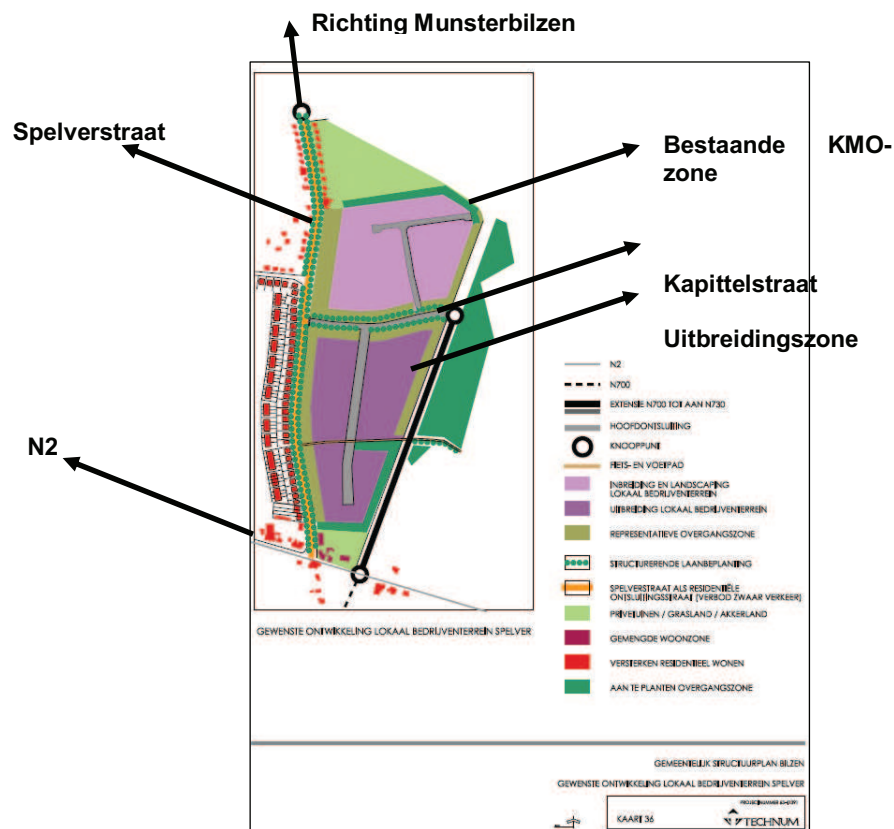 Richting Munsterbilzen
Spelverstraat
Bestaande KMO-
zone
Kapittelstraat
Uitbreidingszone
N2
N2
N700
EXTENSIE N700 TOT AAN N730
HOOFDONTSLUITING
KNOOPPUNT
FIETS- EN VOETPAD
INBREIDING EN LANDSCAPING
LOKAAL BEDRIJVENTERREIN
UITBREIDING LOKAAL BEDRIJVENTERREIN
REPRESENTATIEVE OVERGANGSZONE
STRUCTURERENDE LAANBEPLANTING
SPELVERSTRAAT ALS RESIDENTIËLE
ONTSLUITINGSSTRAAT (VERBOD ZWAAR VERKEER)
PRIVETUINEN / GRASLAND / AKKERLAND
GEMENGDE WOONZONE
VERSTERKEN RESIDENTIEEL WONEN
AAN TE PLANTEN OVERGANGSZONE
GEWENSTE ONTWIKKELING LOKAAL BEDRIJVENTERREIN SPELVER
GEMEENTELIJK STRUCTUURPLAN BILZEN
GEWENSTE ONTWIKKELING LOKAAL BEDRIJVENTERREIN SPELVER
PROJECTNUMMER
KAART 36
TECHNUM